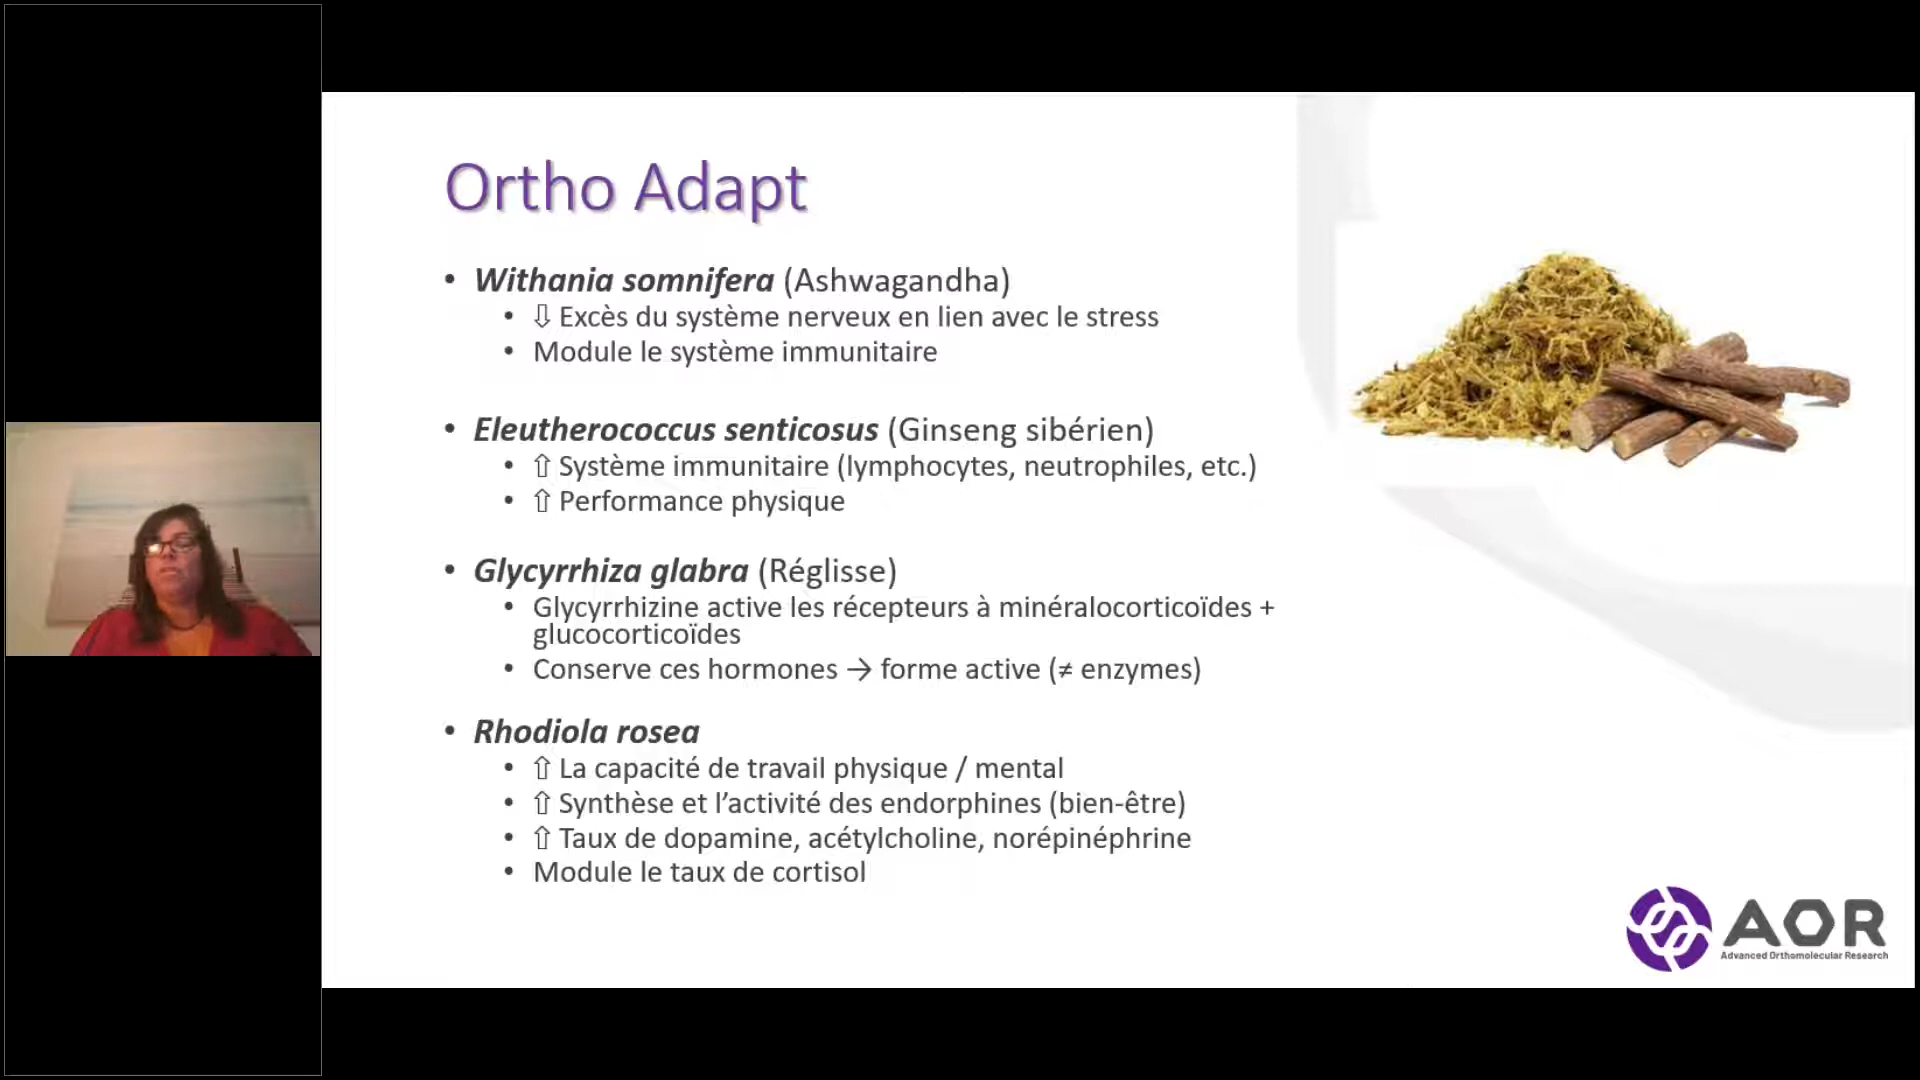 Ortho Adapt
• Withania somnifera (Ashwagandha)
• ⇩ Excès du système nerveux en lien avec le stress
• Module le système immunitaire
• Eleutherococcus senticosus (Ginseng sibérien)
• ⇧ Système immunitaire (lymphocytes, neutrophiles, etc.)
• ⇧ Performance physique
• Glycyrrhiza glabra (Réglisse)
• Glycyrrhizine active les récepteurs à minéralocorticoïdes +
glucocorticoïdes
• Conserve ces hormones → forme active (≠ enzymes)
• Rhodiola rosea
• ⇧ La capacité de travail physique / mental
• ⇧ Synthèse et l’activité des endorphines (bien-être)
• ⇧ Taux de dopamine, acétylcholine, norépinéphrine
• Module le taux de cortisol
AOR
Advanced Orthomolecular Research